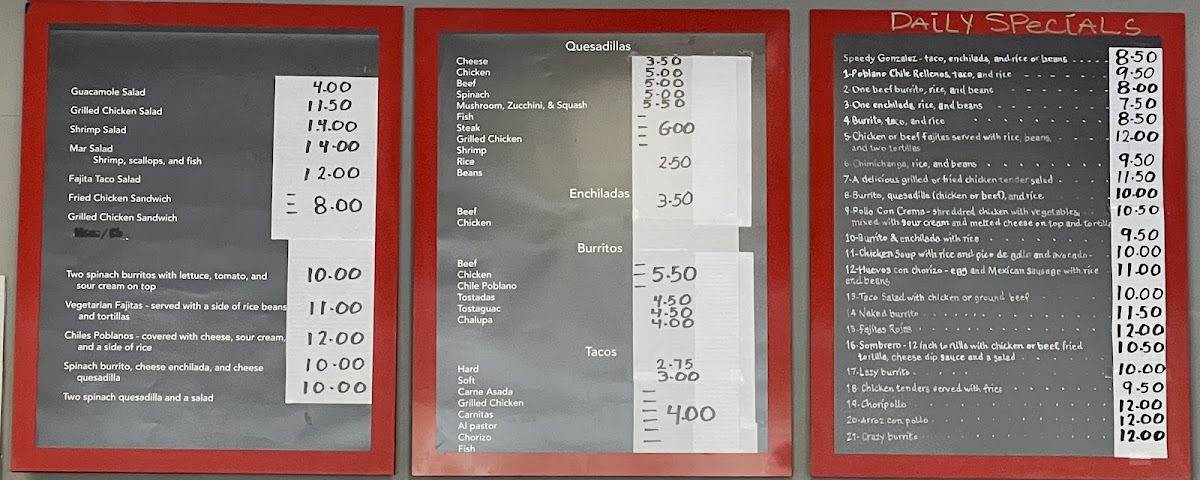 Guacamole Salad 4.00
Grilled Chicken Salad 11.50
Shrimp Salad 14.00
Mar Salad 14.00
Shrimp, scallops, and fish
Fajita Taco Salad 12.00
Fried Chicken Sandwich
Grilled Chicken Sandwich 8.00
Two spinach burritos with lettuce, tomato, and 10.00
sour cream on top
Vegetarian Fajitas - served with a side of rice beans 11.00
and tortillas
Chiles Poblanos - covered with cheese, sour cream, 12.00
and a side of rice
Spinach burrito, cheese enchilada, and cheese 10.00
quesadilla
Two spinach quesadilla and a salad 10.00
Quesadillas
Cheese 3.50
Chicken 5.00
Beef 5.00
Spinach 5.00
Mushroom, Zucchini, & Squash 5.50
Fish
Steak 6.00
Grilled Chicken
Shrimp
Rice 2.50
Beans
Enchiladas
Beef 3.50
Chicken
Burritos
Beef
Chicken 5.50
Chile Poblano
Tostadas 4.50
Tostaguac 4.50
Chalupa 4.00
Tacos
Hard 2.75
Soft 3.00
Carne Asada
Grilled Chicken
Carnitas 4.00
Al pastor
Chorizo
Fish
DAILY SPECIALS
Speedy Gonzalez - taco, enchilada, and rice or beans 8.50
1-Poblano Chile Rellenos, taco, and rice 9.50
2-One beef burrito, rice, and beans 8.00
3-One enchilada, rice, and beans 7.50
4-Burrito, taco, and rice 8.50
5-Chicken or beef fajitas served with rice, beans, 12.00
and two tortillas
6-Chimichanga, rice, and beans 9.50
7-A delicious grilled or fried chicken tender salad 11.50
8-Burrito, quesadilla (chicken or beef), and rice 10.00
9-Pollo Con Crema - shreddred chicken with vegetables, 10.50
mixed with sour cream and melted cheese on top and tortill
10-Burrito & enchilada with rice 9.50
11-Chicken Soup with rice and pico de gallo and avocado 10.00
12-Huevos con chorizo - egg and Mexican sausage with rice 11.00
and beans
13-Taco Salad with chicken or ground beef 10.00
14-Naked burrito 11.50
15-Fajitas Rojas 12.00
16-Sombrero - 12 inch tortilla with chicken or beef, fried 10.50
tortilla, cheese dip sauce and a salad
17-Lazy burrito 10.00
18-Chicken tenders served with fries 9.50
19-Choripollo 12.00
20-Arroz con pollo 12.00
21-Crazy burrito 12.00